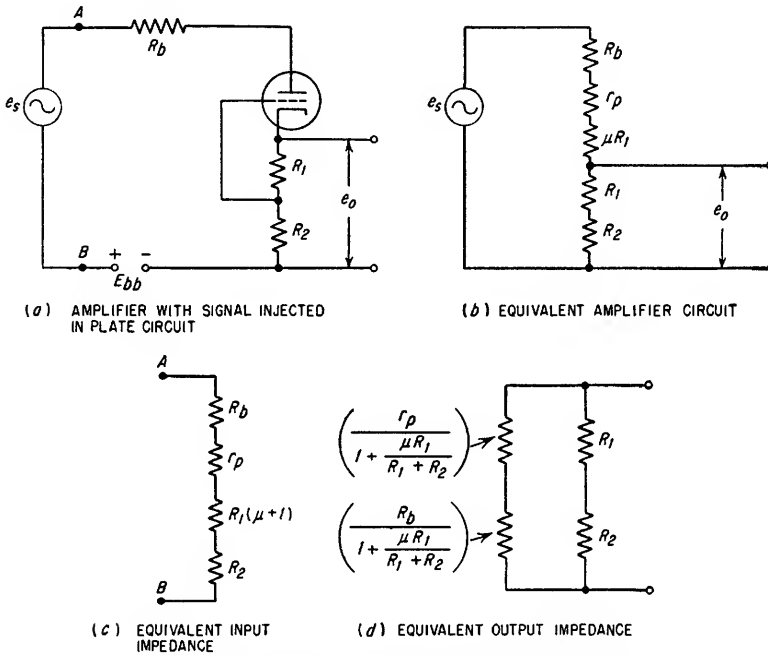 A
R_b
e_s
R_1
e_o
R_2
B
+
-
E_bb
(a) AMPLIFIER WITH SIGNAL INJECTED
IN PLATE CIRCUIT
R_b
e_s
r_p
μR_1
R_1
e_o
R_2
(b) EQUIVALENT AMPLIFIER CIRCUIT
A
R_b
r_p
R_1(μ+1)
R_2
B
(c) EQUIVALENT INPUT
IMPEDANCE
(r_p / (1 + μR_1 / (R_1 + R_2)))
R_1
(R_b / (1 + μR_1 / (R_1 + R_2)))
R_2
(d) EQUIVALENT OUTPUT IMPEDANCE